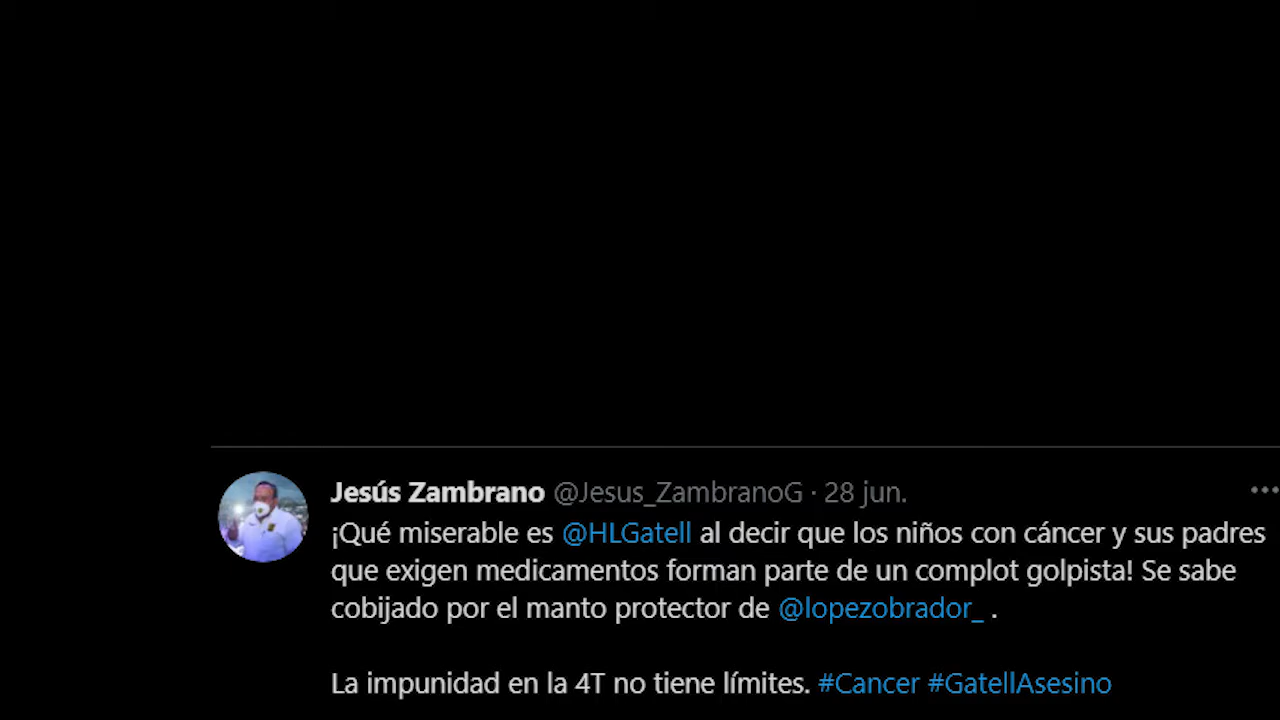 Jesús Zambrano @Jesus_ZambranoG · 28 jun.
¡Qué miserable es @HLGatell al decir que los niños con cáncer y sus padres
que exigen medicamentos forman parte de un complot golpista! Se sabe
cobijado por el manto protector de @lopezobrador_ .
La impunidad en la 4T no tiene límites. #Cancer #GatellAsesino